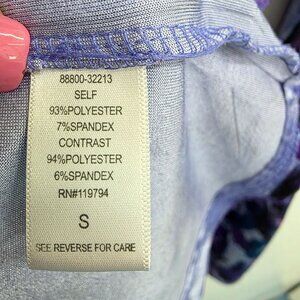 88800-32213
SELF
93%POLYESTER
7%SPANDEX
CONTRAST
94%POLYESTER
6%SPANDEX
RN#119794
S
SEE REVERSE FOR CARE